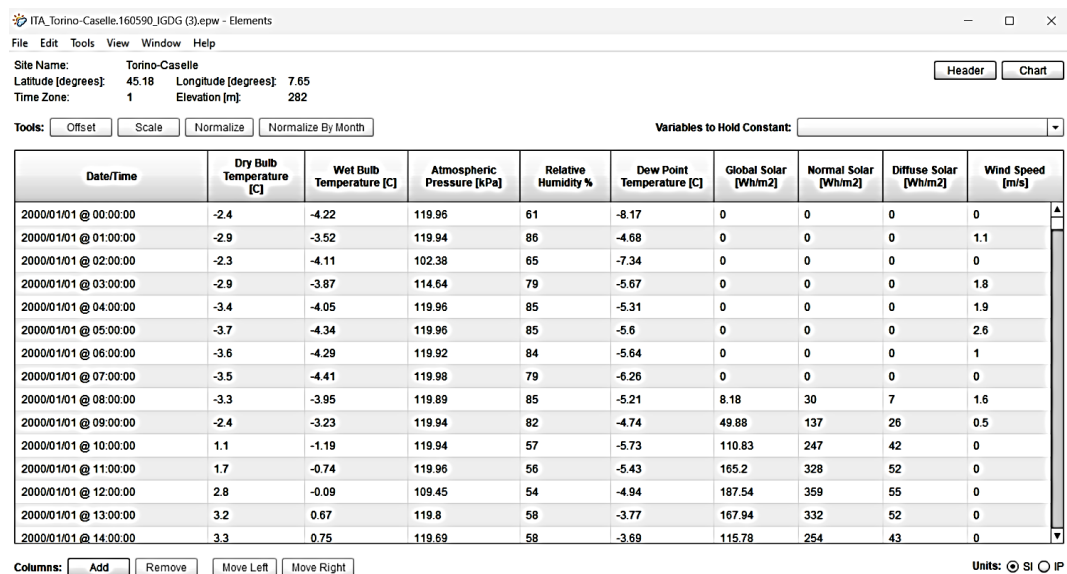 ITA_Torino-Caselle.160590_IGDG (3).epw - Elements
File Edit Tools View Window Help
Site Name: Torino-Caselle
Latitude [degrees]: 45.18 Longitude [degrees]: 7.65
Time Zone: 1 Elevation [m]: 282
Header Chart
Tools: Offset Scale Normalize Normalize By Month Variables to Hold Constant:
Date/Time Dry Bulb Temperature [C] Wet Bulb Temperature [C] Atmospheric Pressure [kPa] Relative Humidity % Dew Point Temperature [C] Global Solar [Wh/m2] Normal Solar [Wh/m2] Diffuse Solar [Wh/m2] Wind Speed [m/s]
2000/01/01 @ 00:00:00 -2.4 -4.22 119.96 61 -8.17 0 0 0 0
2000/01/01 @ 01:00:00 -2.9 -3.52 119.94 86 -4.68 0 0 0 1.1
2000/01/01 @ 02:00:00 -2.3 -4.11 102.38 65 -7.34 0 0 0 0
2000/01/01 @ 03:00:00 -2.9 -3.87 114.64 79 -5.67 0 0 0 1.8
2000/01/01 @ 04:00:00 -3.4 -4.05 119.96 85 -5.31 0 0 0 1.9
2000/01/01 @ 05:00:00 -3.7 -4.34 119.96 85 -5.6 0 0 0 2.6
2000/01/01 @ 06:00:00 -3.6 -4.29 119.92 84 -5.64 0 0 0 1
2000/01/01 @ 07:00:00 -3.5 -4.41 119.98 79 -6.26 0 0 0 0
2000/01/01 @ 08:00:00 -3.3 -3.95 119.89 85 -5.21 8.18 30 7 1.6
2000/01/01 @ 09:00:00 -2.4 -3.23 119.94 82 -4.74 49.88 137 26 0.5
2000/01/01 @ 10:00:00 1.1 -1.19 119.94 57 -5.73 110.83 247 42 0
2000/01/01 @ 11:00:00 1.7 -0.74 119.96 56 -5.43 165.2 328 52 0
2000/01/01 @ 12:00:00 2.8 -0.09 109.45 54 -4.94 187.54 359 55 0
2000/01/01 @ 13:00:00 3.2 0.67 119.8 58 -3.77 167.94 332 52 0
2000/01/01 @ 14:00:00 3.3 0.75 119.69 58 -3.69 115.78 254 43 0
Columns: Add Remove Move Left Move Right Units: SI IP